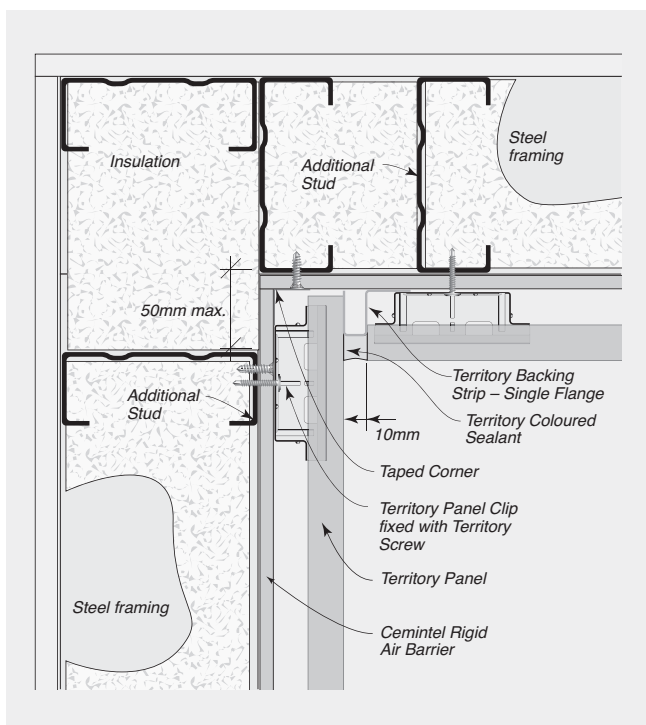 Steel
framing
Insulation
Additional
Stud
50mm max.
Additional
Stud
10mm
Territory Backing
Strip – Single Flange
Territory Coloured
Sealant
Taped Corner
Territory Panel Clip
fixed with Territory
Screw
Territory Panel
Steel framing
Cemintel Rigid
Air Barrier